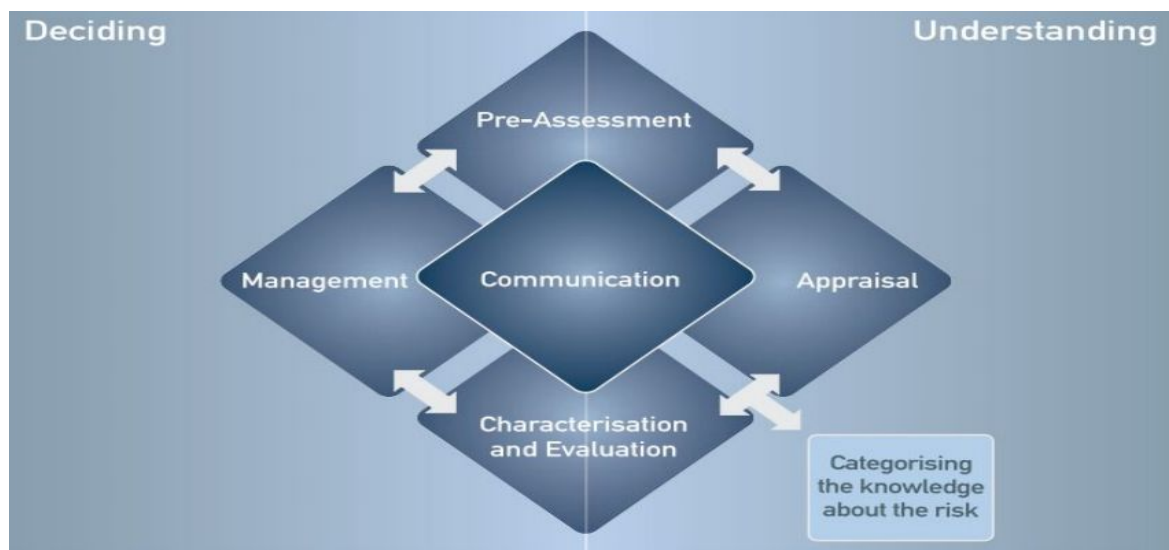 Deciding
Understanding
Pre-Assessment
Management
Communication
Appraisal
Characterisation
and Evaluation
Categorising
the knowledge
about the risk